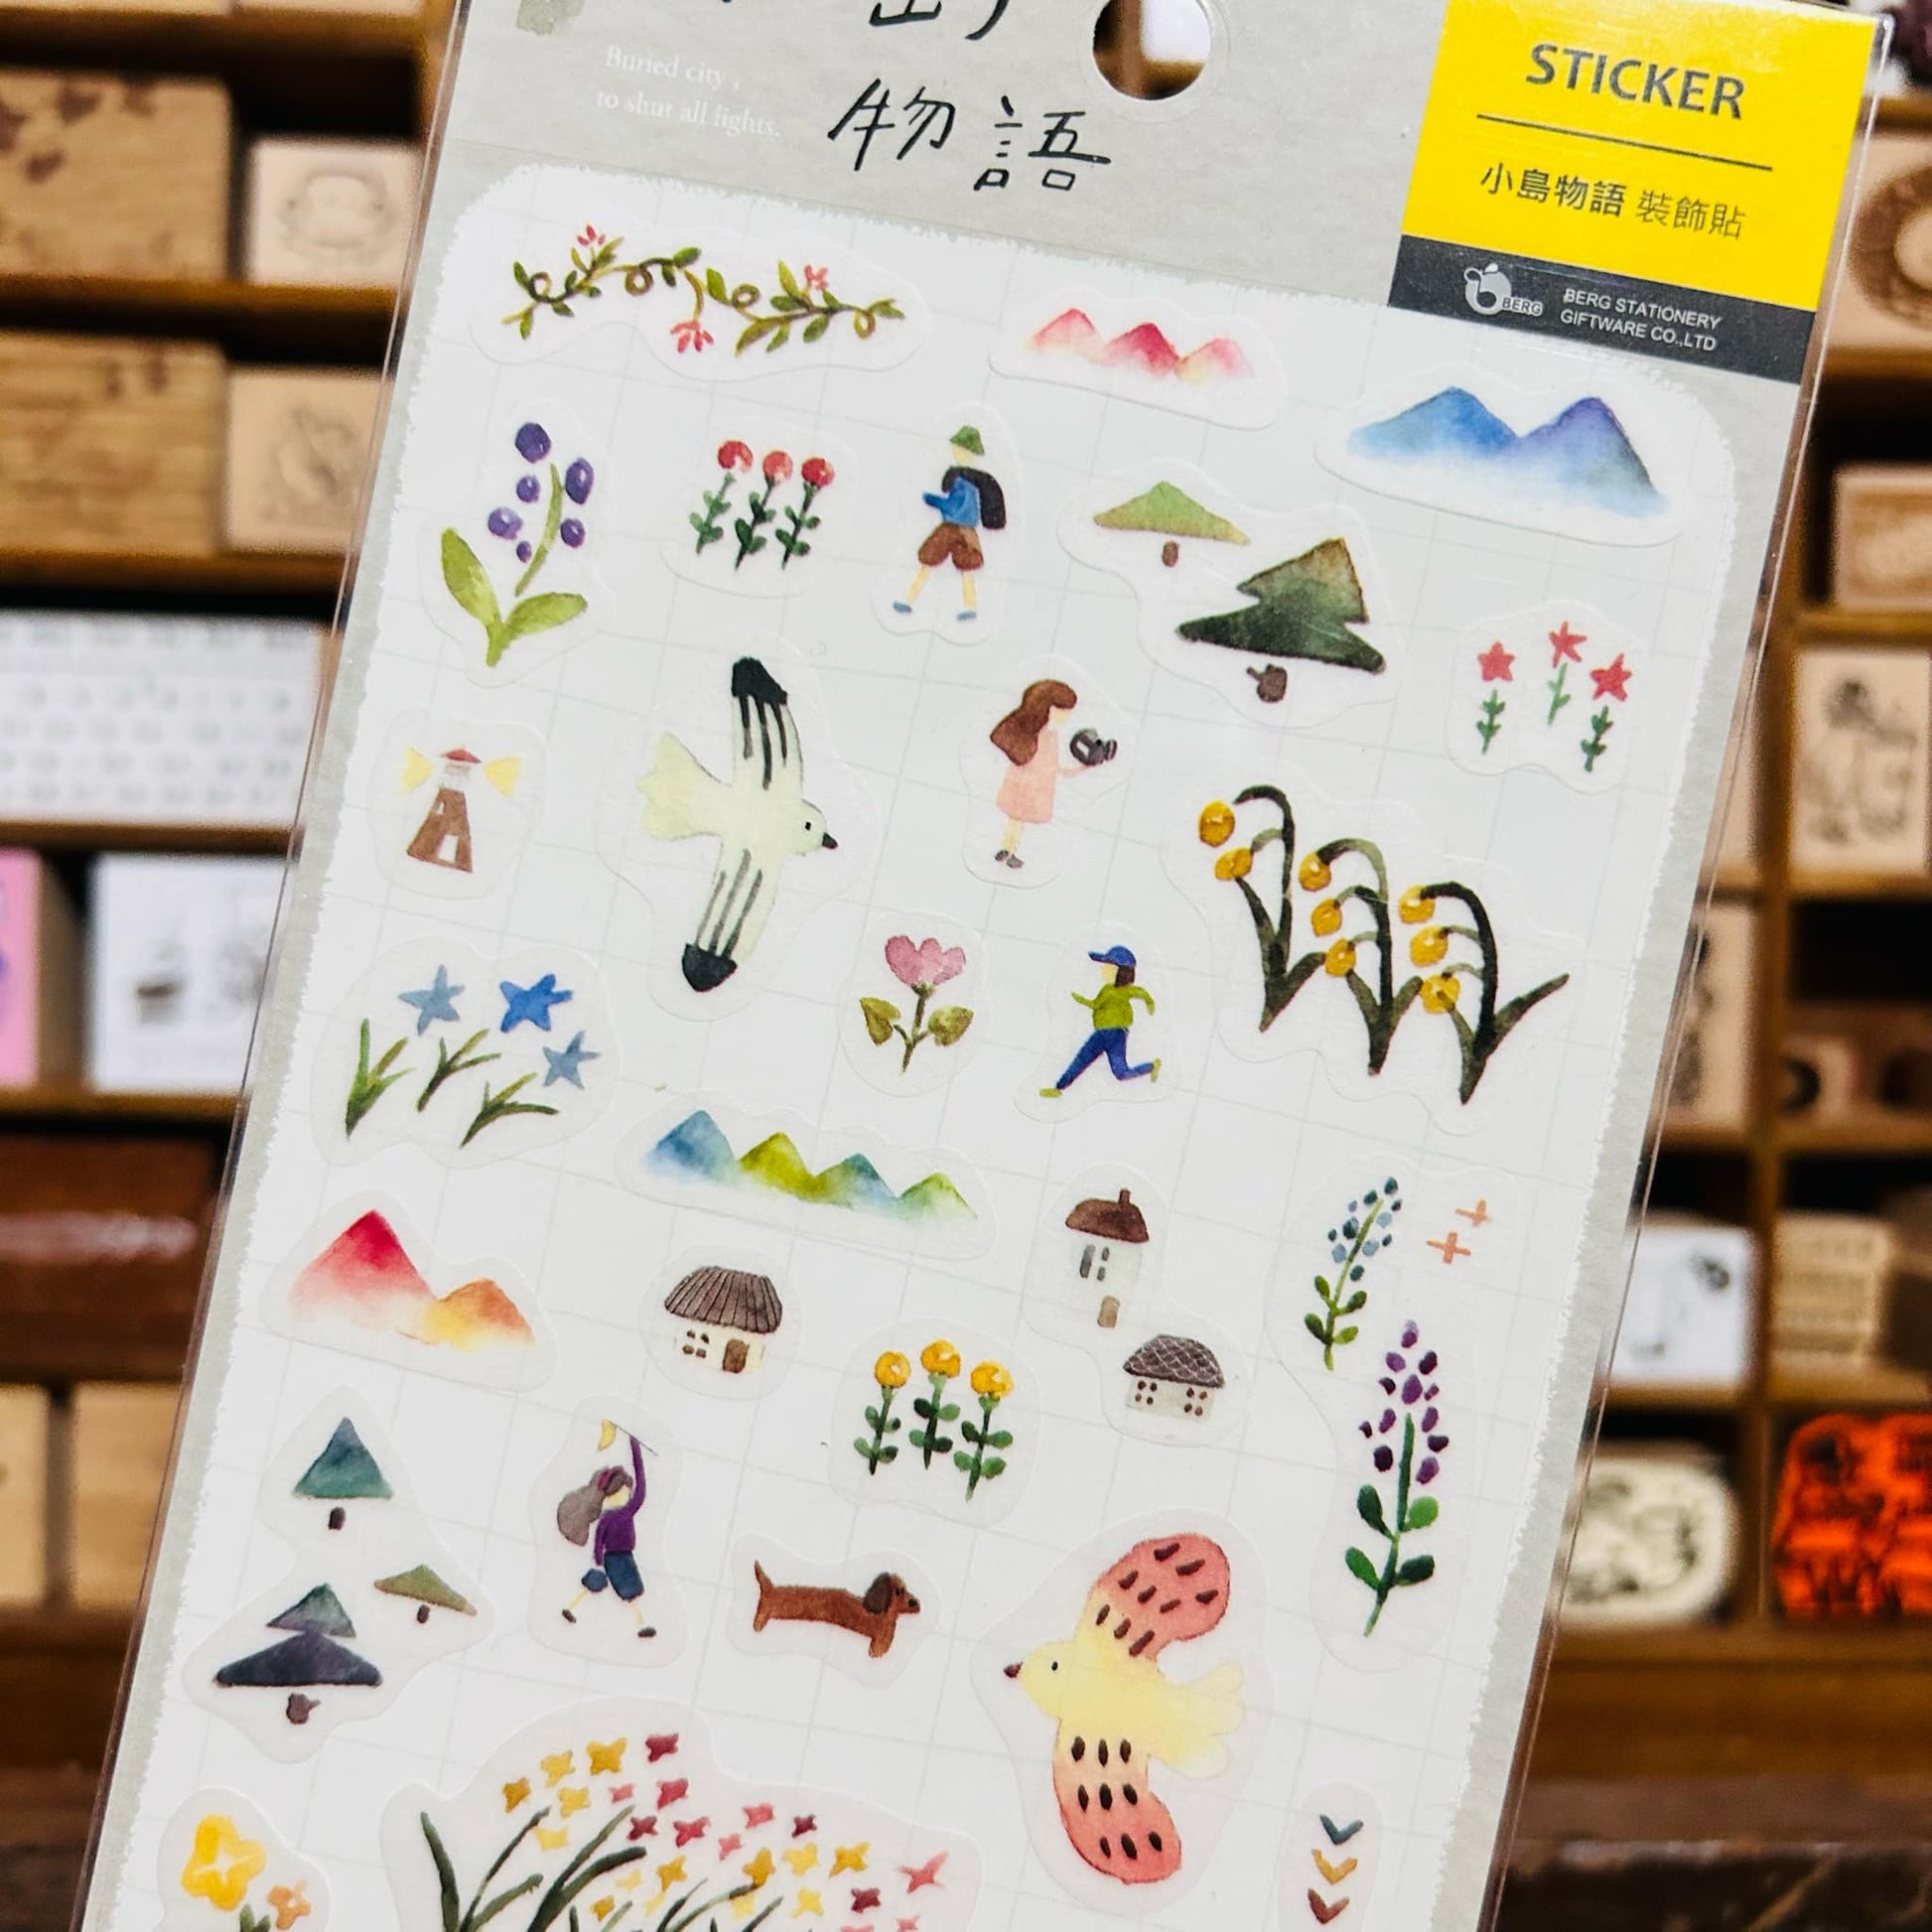 Buried city ,
to shut all lights.
物語
STICKER
小島物語 裝飾貼
BERG
BERG STATIONERY
GIFTWARE CO.,LTD